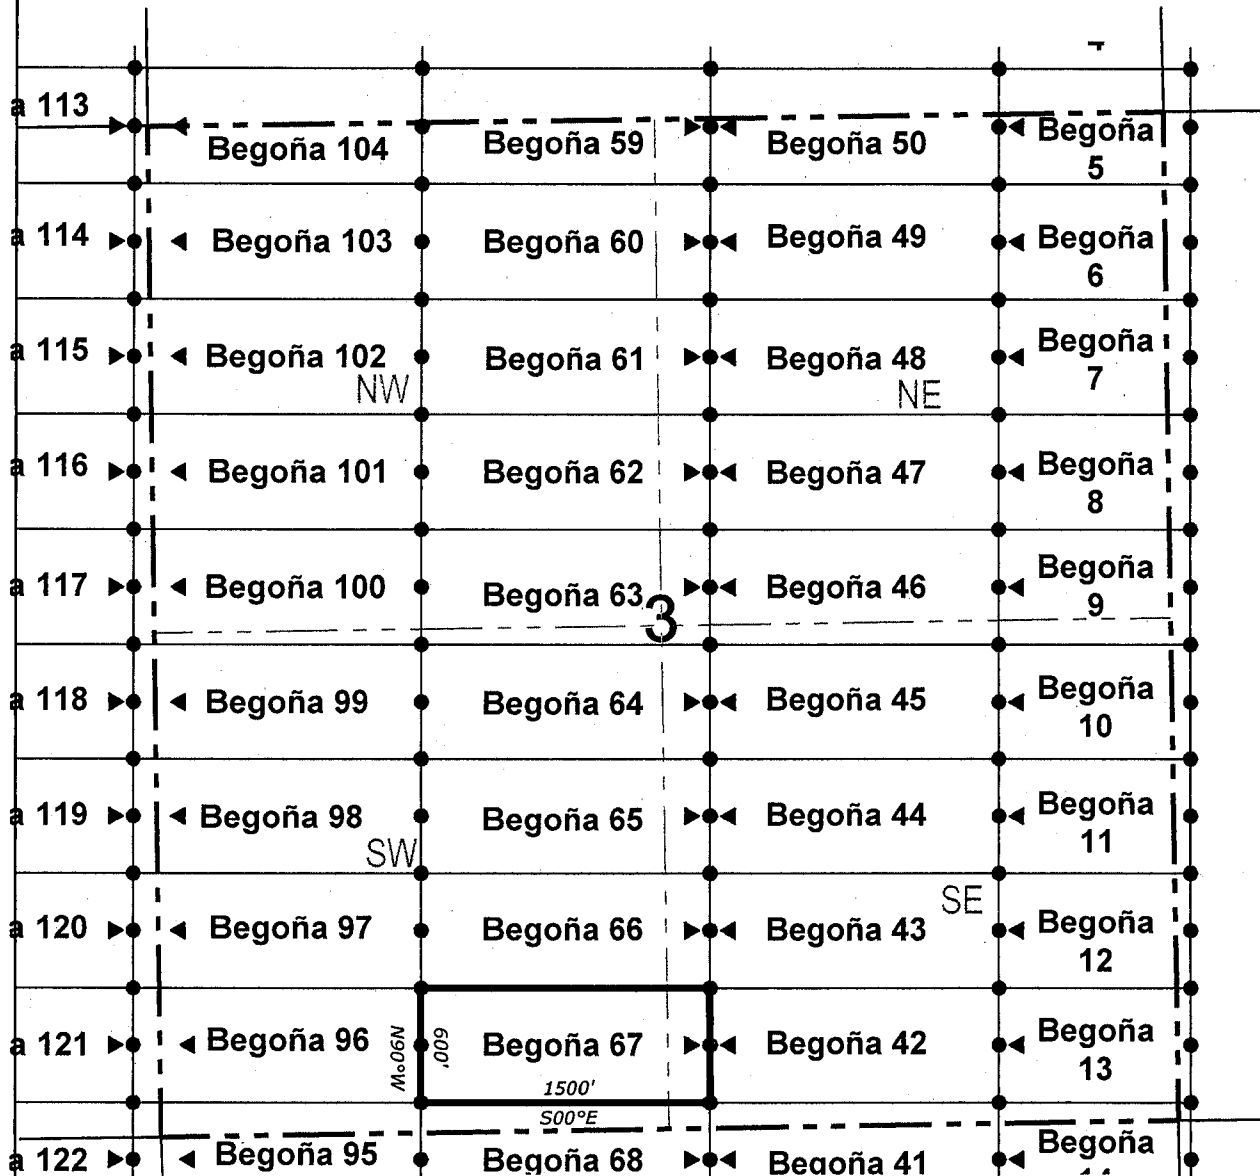 a 113
Begoña 104
Begoña 59
Begoña 50
Begoña
5
a 114
Begoña 103
Begoña 60
Begoña 49
Begoña
6
a 115
Begoña 102
Begoña 61
Begoña 48
Begoña
7
NW
NE
a 116
Begoña 101
Begoña 62
Begoña 47
Begoña
8
a 117
Begoña 100
Begoña 63
Begoña 46
Begoña
9
3
a 118
Begoña 99
Begoña 64
Begoña 45
Begoña
10
a 119
Begoña 98
Begoña 65
Begoña 44
Begoña
11
SW
SE
a 120
Begoña 97
Begoña 66
Begoña 43
Begoña
12
a 121
Begoña 96
N90°W
600'
Begoña 67
1500'
S00°E
Begoña 42
Begoña
13
a 122
Begoña 95
Begoña 68
Begoña 41
Begoña